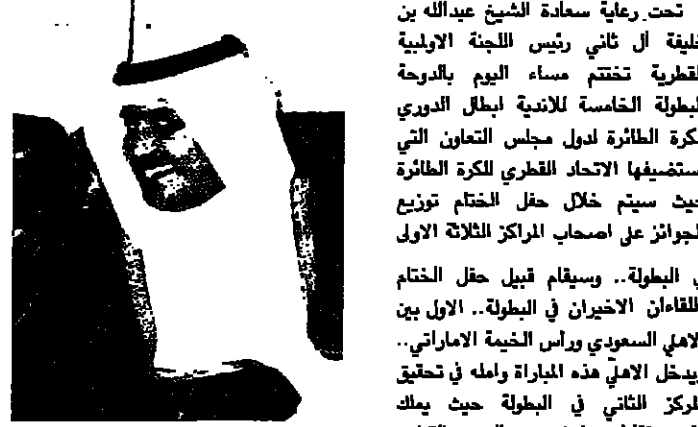 تحت رعاية سعادة الشيخ عبدالله بن
خليفة آل ثاني رئيس اللجنة الاولمبية
القطرية تختتم مساء اليوم بالدوحة
البطولة الخامسة للاندية ابطال الدوري
لكرة الطائرة لدول مجلس التعاون التي
يستضيفها الاتحاد القطري للكرة الطائرة
حيث سيتم خلال حفل الختام توزيع
الجوائز على اصحاب المراكز الثلاثة الاولى
في البطولة.. وسيقام قبيل حفل الختام
اللقاءان الاخيران في البطولة.. الاول بين
الاهلي السعودي ورأس الخيمة الاماراتي..
ويدخل الاهلي هذه المباراة وامله في تحقيق
المركز الثاني في البطولة حيث يملك